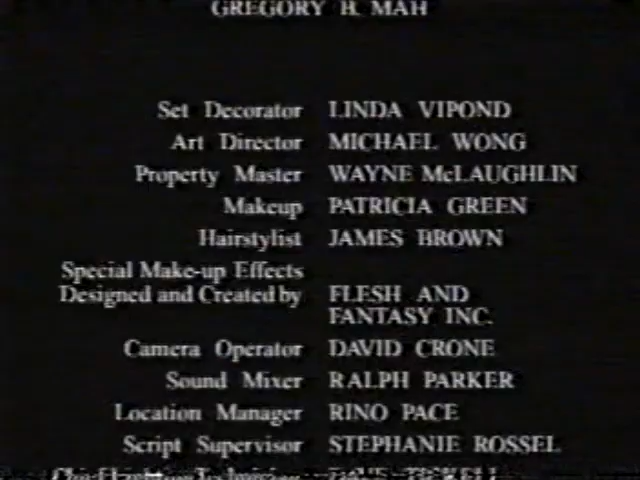 GREGORY B. MAH
Set Decorator LINDA VIPOND
Art Director MICHAEL WONG
Property Master WAYNE McLAUGHLIN
Makeup PATRICIA GREEN
Hairstylist JAMES BROWN
Special Make-up Effects
Designed and Created by FLESH AND
FANTASY INC.
Camera Operator DAVID CRONE
Sound Mixer RALPH PARKER
Location Manager RINO PACE
Script Supervisor STEPHANIE ROSSEL